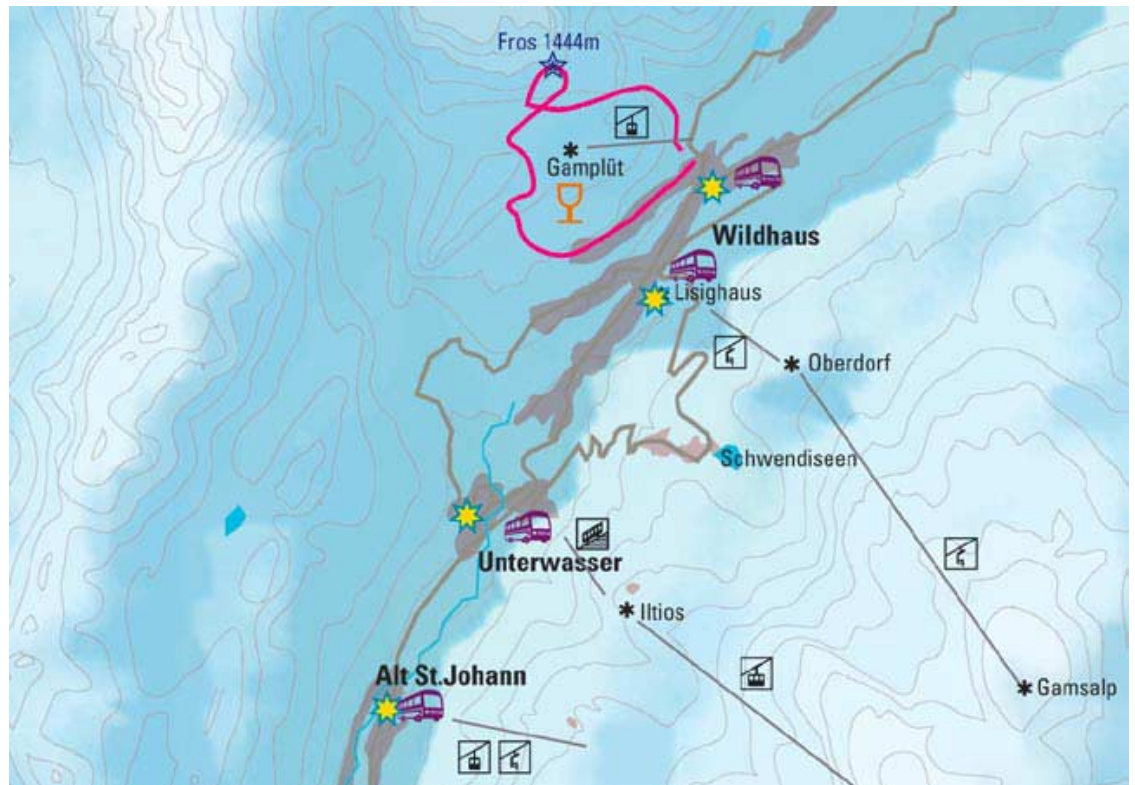 Fros 1444m
Gamplüt
Wildhaus
Lisighaus
Oberdorf
Schwendiseen
Unterwasser
Iltios
Alt St.Johann
Gamsalp